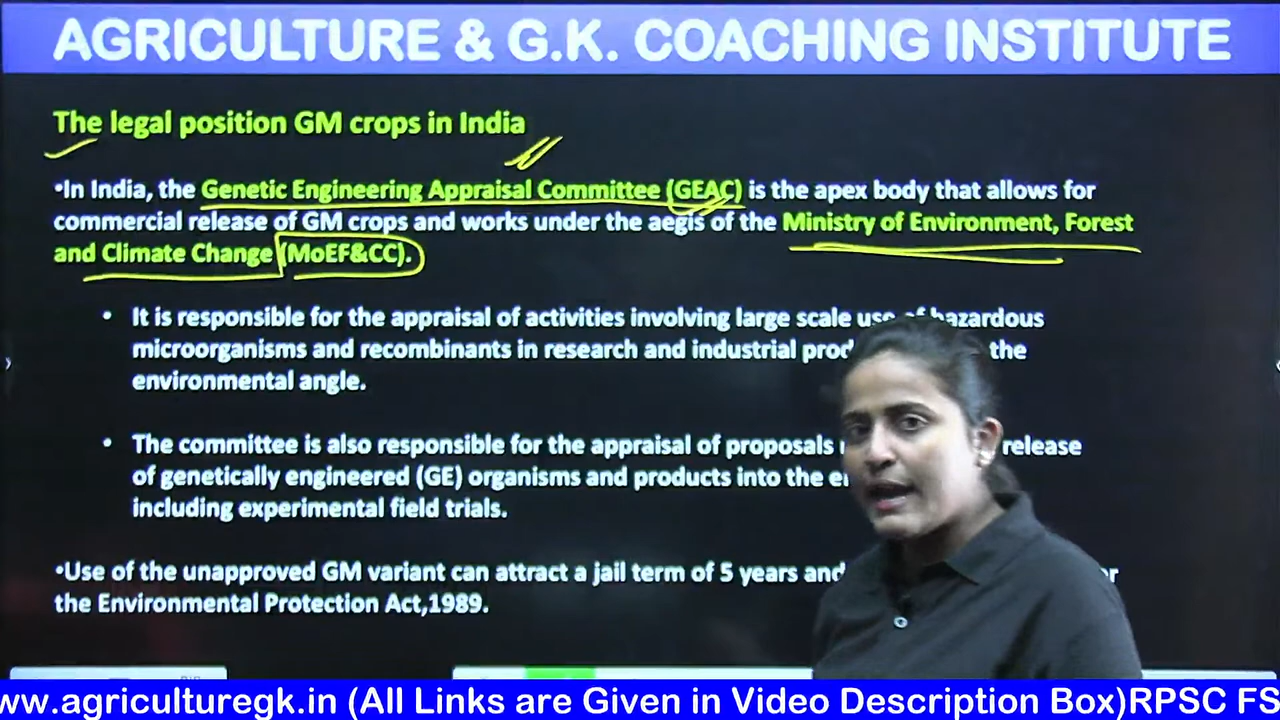 AGRICULTURE & G.K. COACHING INSTITUTE
The legal position GM crops in India
•In India, the Genetic Engineering Appraisal Committee (GEAC) is the apex body that allows for
commercial release of GM crops and works under the aegis of the Ministry of Environment, Forest
and Climate Change (MoEF&CC).
• It is responsible for the appraisal of activities involving large scale use of hazardous
microorganisms and recombinants in research and industrial the
environmental angle.
• The committee is also responsible for the appraisal of proposals release
of genetically engineered (GE) organisms and products into the
including experimental field trials.
•Use of the unapproved GM variant can attract a jail term of 5 years and
the Environmental Protection Act,1989.
ww.agriculturegk.in (All Links are Given in Video Description Box)RPSC FS